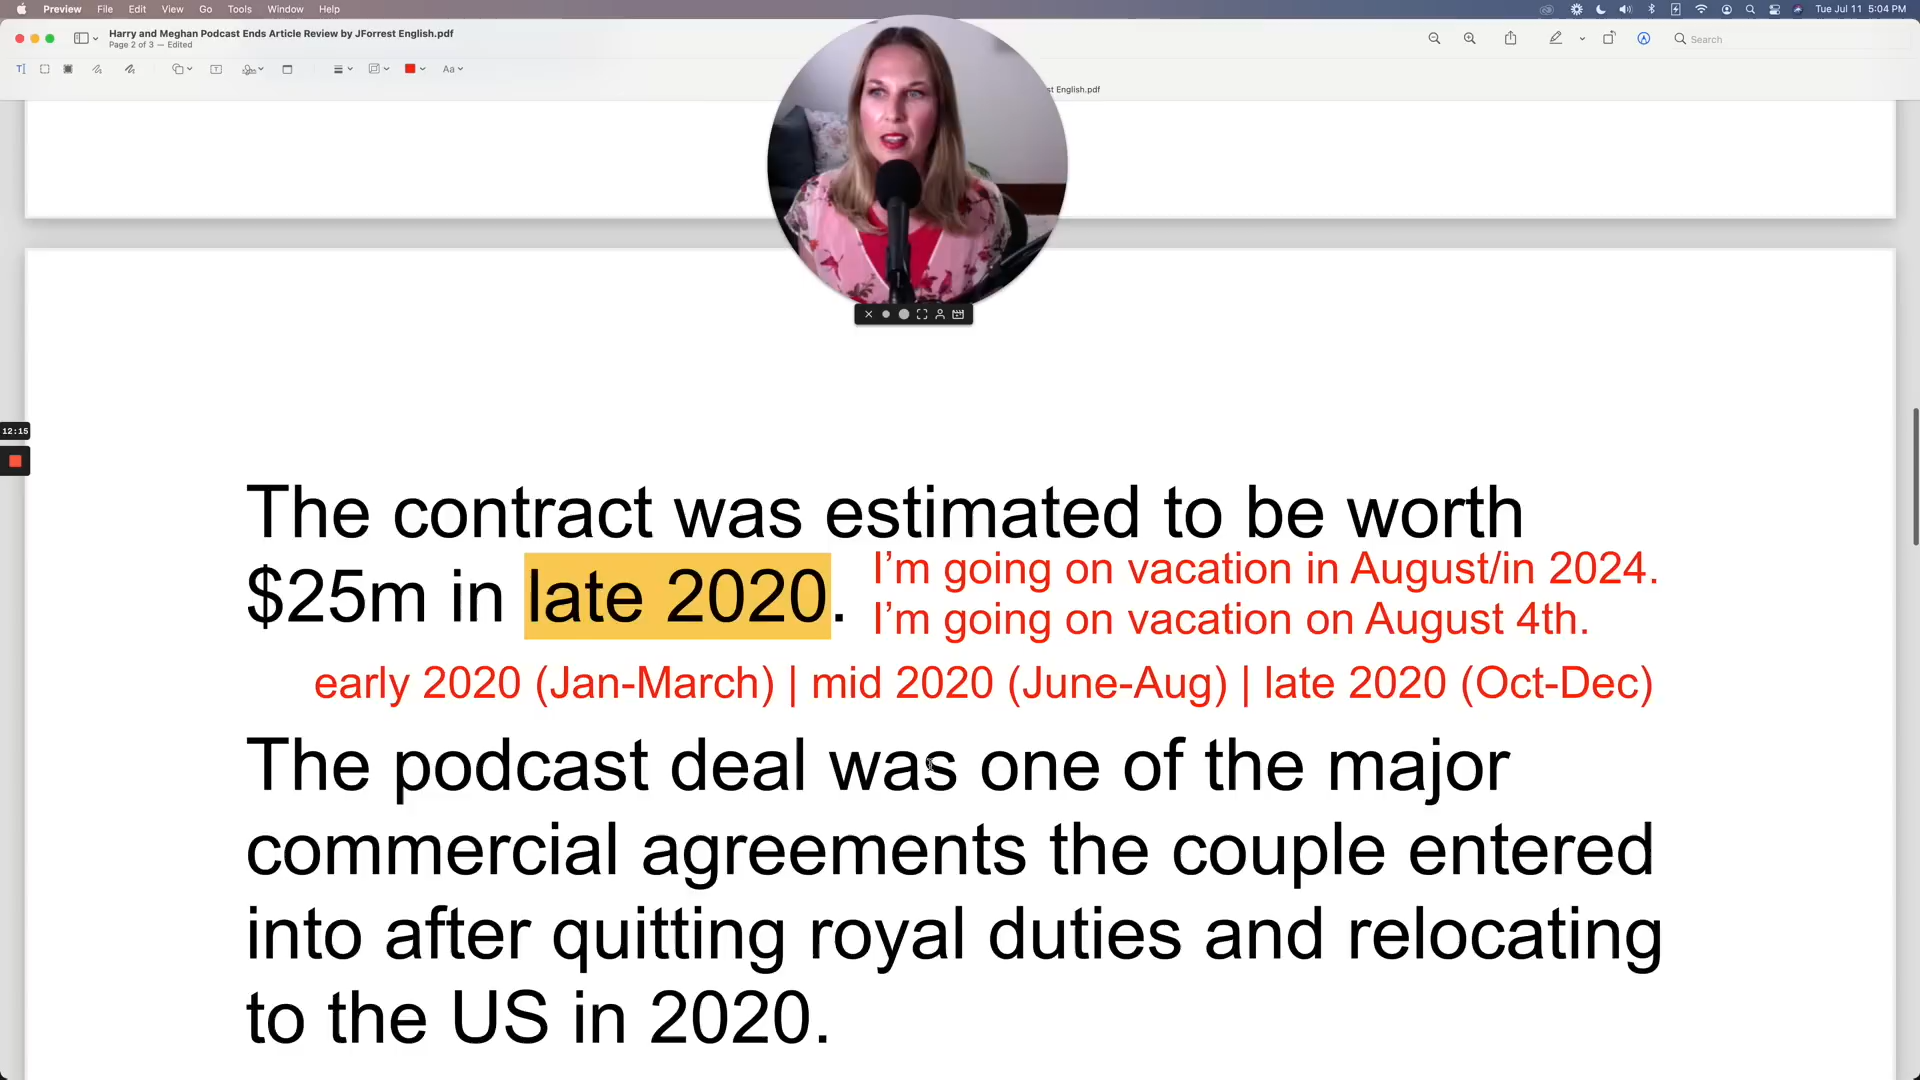 Preview File Edit View Go Tools Window Help
Tue Jul 11 5:04 PM
Harry and Meghan Podcast Ends Article Review by JForrest English.pdf
Page 2 of 3 — Edited
Search
Aa
st English.pdf
12:15
The contract was estimated to be worth
$25m in late 2020.
I'm going on vacation in August/in 2024.
I'm going on vacation on August 4th.
early 2020 (Jan-March) | mid 2020 (June-Aug) | late 2020 (Oct-Dec)
The podcast deal was one of the major
commercial agreements the couple entered
into after quitting royal duties and relocating
to the US in 2020.